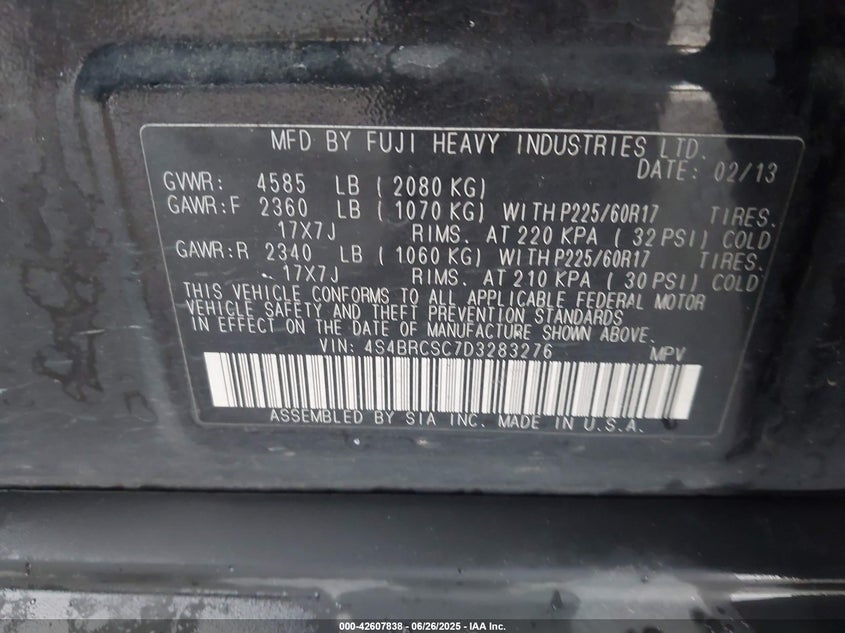 MFD BY FUJI HEAVY INDUSTRIES LTD.
DATE: 02/13
GVWR: 4585 LB ( 2080 KG)
GAWR:F 2360 LB ( 1070 KG) WITH P225/60R17 TIRES.
17X7J RIMS. AT 220 KPA ( 32 PSI) COLD
GAWR:R 2340 LB ( 1060 KG) WITH P225/60R17 TIRES.
17X7J RIMS. AT 210 KPA ( 30 PSI) COLD
THIS VEHICLE CONFORMS TO ALL APPLICABLE FEDERAL MOTOR
VEHICLE SAFETY AND THEFT PREVENTION STANDARDS
IN EFFECT ON THE DATE OF MANUFACTURE SHOWN ABOVE.
VIN: 4S4BRCSC7D3283276 MPV
ASSEMBLED BY SIA INC. MADE IN U.S.A.
000-42607838 - 06/26/2025 - IAA Inc.